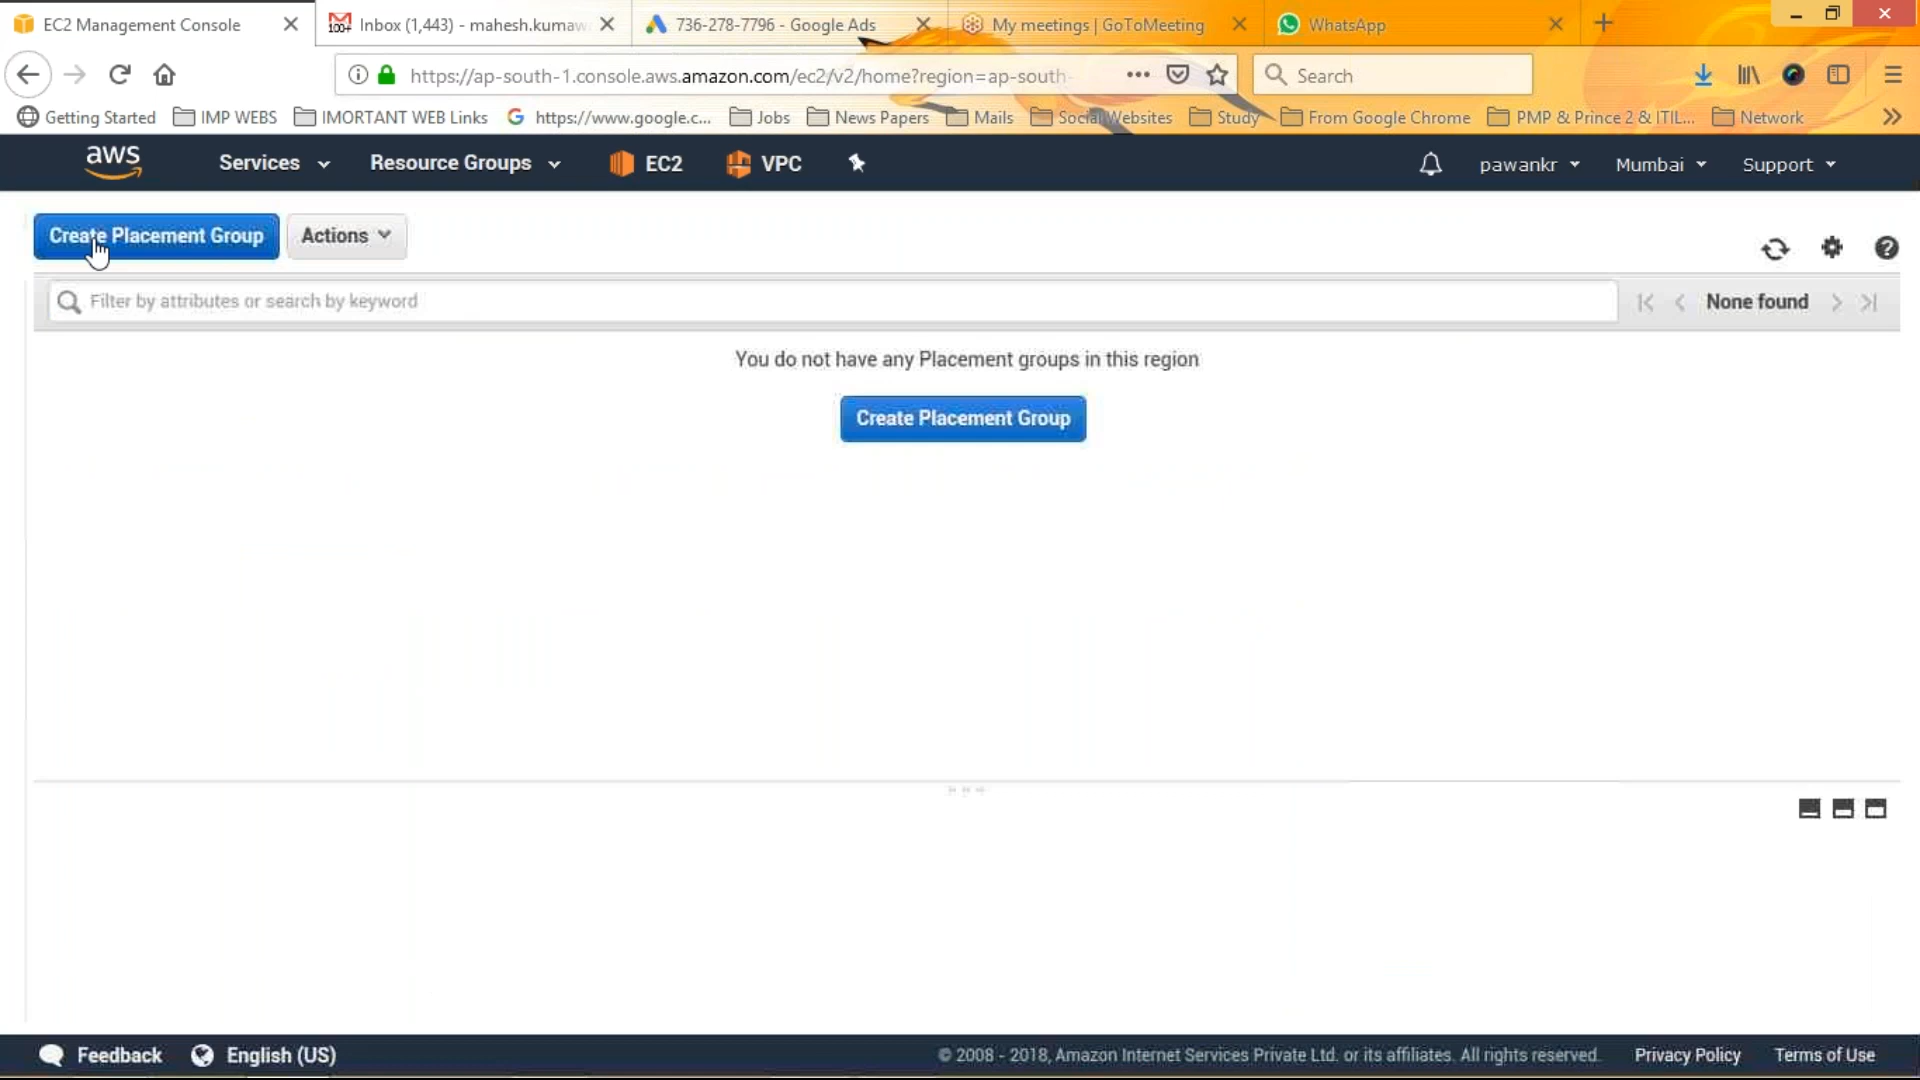 EC2 Management Console
Inbox (1,443) - mahesh.kumaw
736-278-7796 - Google Ads
My meetings | GoToMeeting
WhatsApp
https://ap-south-1.console.aws.amazon.com/ec2/v2/home?region=ap-south-
Search
Getting Started
IMP WEBS
IMORTANT WEB Links
https://www.google.c...
Jobs
News Papers
Mails
Social Websites
Study
From Google Chrome
PMP & Prince 2 & ITIL...
Network
aws
Services
Resource Groups
EC2
VPC
pawankr
Mumbai
Support
Create Placement Group
Actions
Filter by attributes or search by keyword
None found
You do not have any Placement groups in this region
Create Placement Group
Feedback
English (US)
© 2008 - 2018, Amazon Internet Services Private Ltd. or its affiliates. All rights reserved.
Privacy Policy
Terms of Use